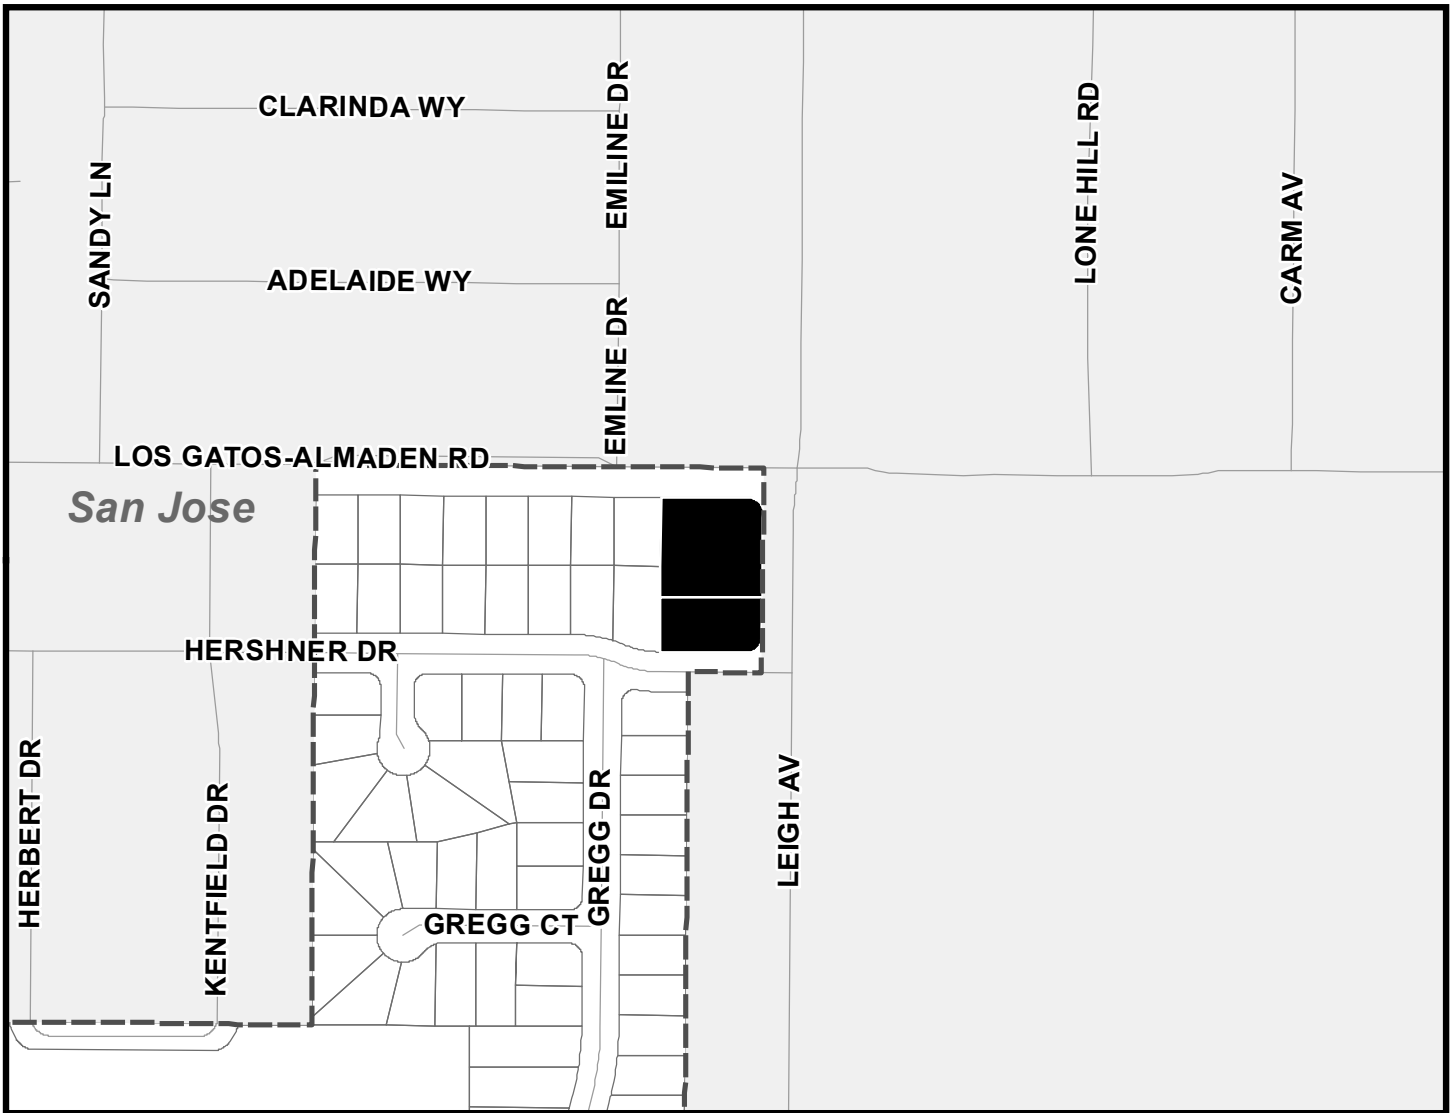 CLARINDA WY
EMILINE DR
LONE HILL RD
SANDY LN
CARM AV
ADELAIDE WY
EMLINE DR
LOS GATOS-ALMADEN RD
San Jose
HERSHNER DR
HERBERT DR
KENTFIELD DR
GREGG DR
LEIGH AV
GREGG CT